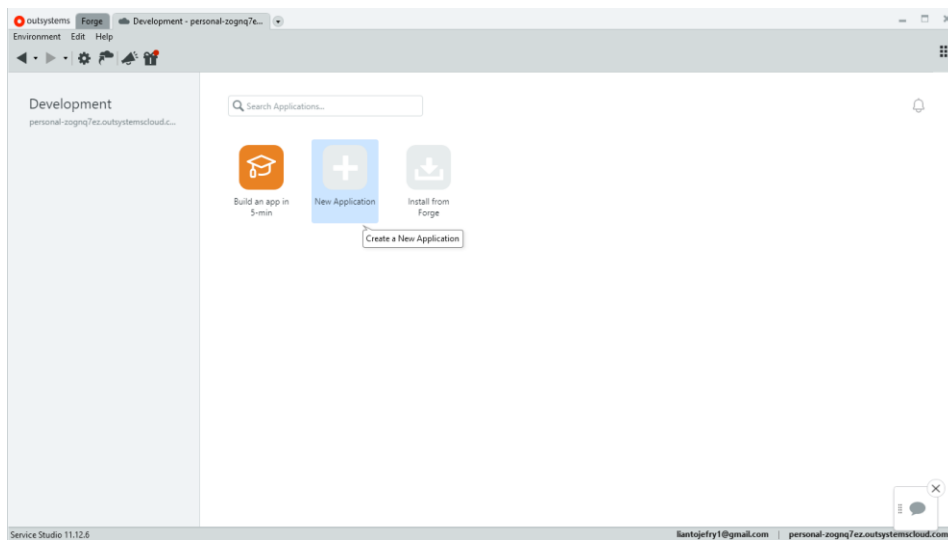 outsystems Forge Development - personal-zognq7e...
Environment Edit Help
Development
personal-zognq7ez.outsystemscloud.c...
Search Applications...
Build an app in
5-min
New Application
Install from
Forge
Create a New Application
Service Studio 11.12.6
liantojefry1@gmail.com | personal-zognq7ez.outsystemscloud.com